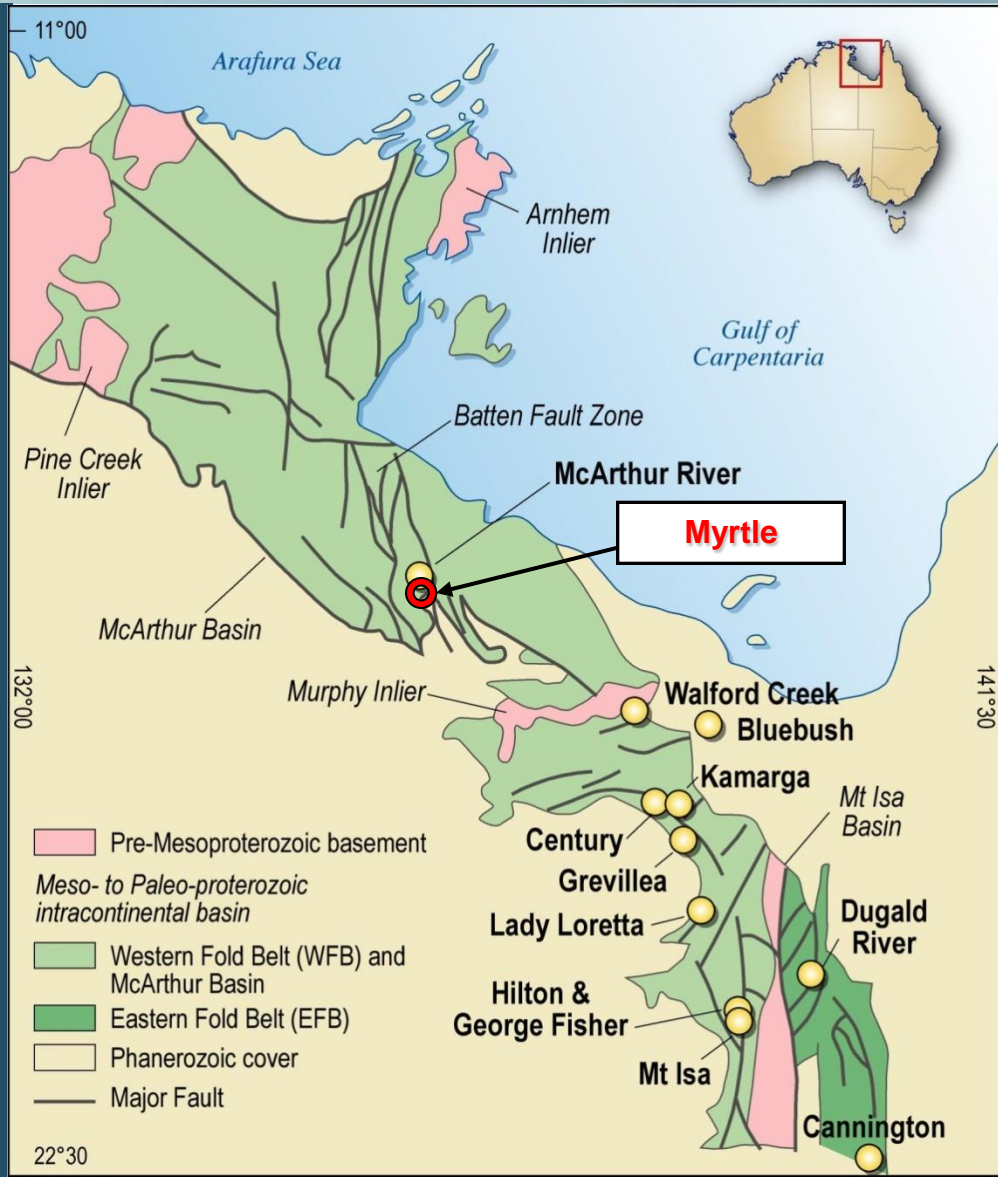 11°00
Arafura Sea
Arnhem
Inlier
Gulf of
Carpentaria
Batten Fault Zone
Pine Creek
Inlier
McArthur River
Myrtle
McArthur Basin
132°00
141°30
Murphy Inlier
Walford Creek
Bluebush
Kamarga
Mt Isa
Basin
Century
Grevillea
Lady Loretta
Dugald
River
Hilton &
George Fisher
Mt Isa
Cannington
Pre-Mesoproterozoic basement
Meso- to Paleo-proterozoic
intracontinental basin
Western Fold Belt (WFB) and
McArthur Basin
Eastern Fold Belt (EFB)
Phanerozoic cover
Major Fault
22°30